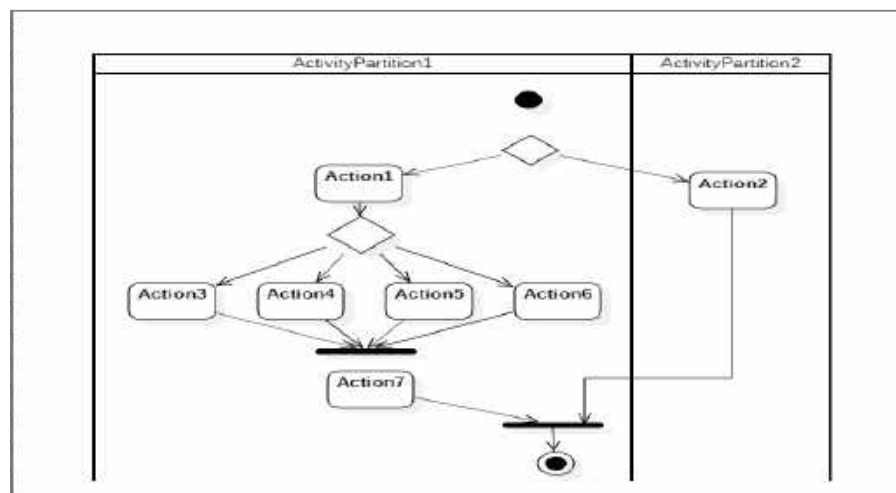 ActivityPartition1
ActivityPartition2
Action1
Action2
Action3
Action4
Action5
Action6
Action7